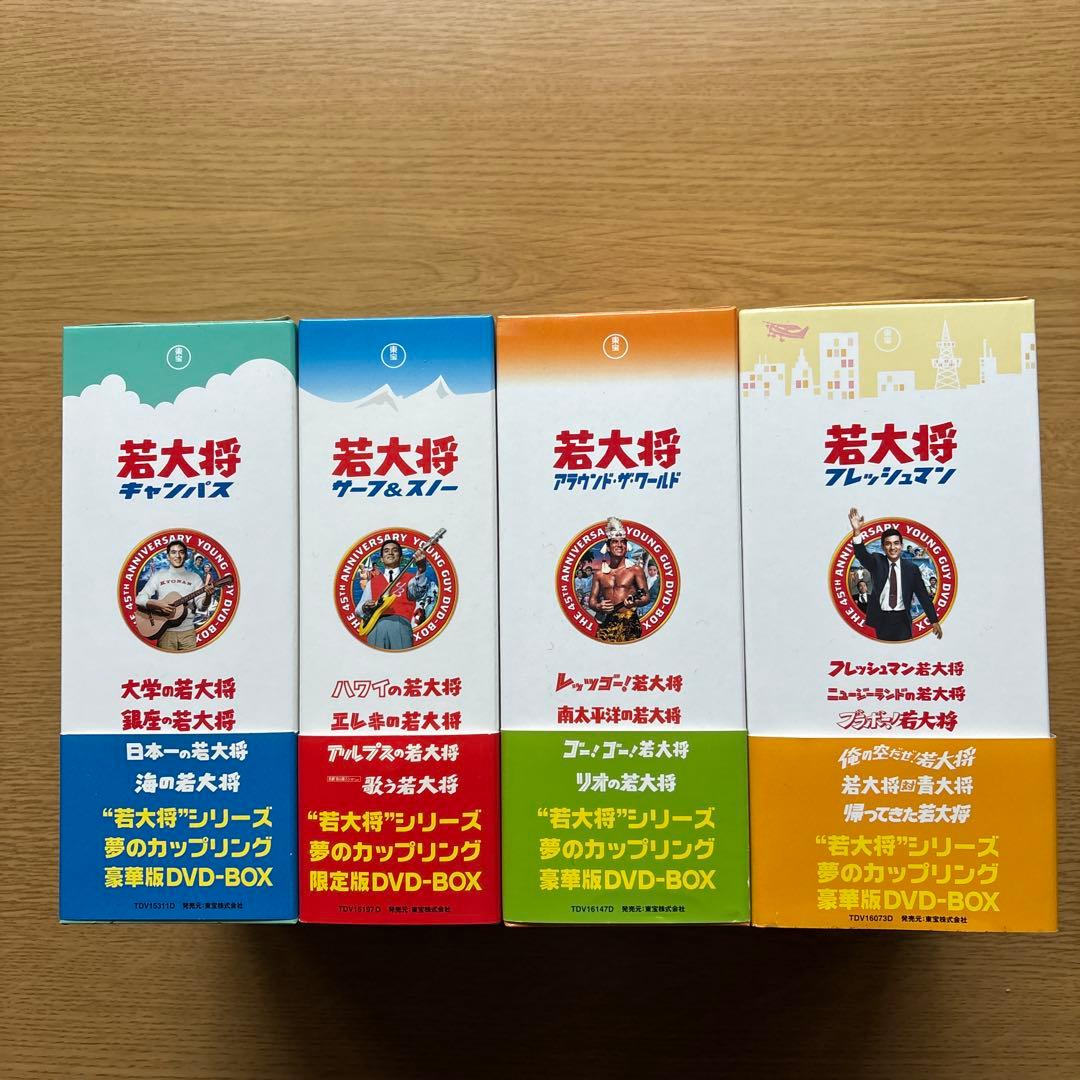 東宝
若大将
キャンパス
THE 45TH ANNIVERSARY YOUNG GUY DVD-BOX
KYONAN
大学の若大将
銀座の若大将
日本一の若大将
海の若大将
“若大将”シリーズ
夢のカップリング
豪華版DVD-BOX
TDV15311D 発売元:東宝株式会社
東宝
若大将
サーフ&スノー
THE 45TH ANNIVERSARY YOUNG GUY DVD-BOX
ハワイの若大将
エレキの若大将
アルプスの若大将
歌う若大将
“若大将”シリーズ
夢のカップリング
限定版DVD-BOX
TDV16197D 発売元:東宝株式会社
東宝
若大将
アラウンド・ザ・ワールド
THE 45TH ANNIVERSARY YOUNG GUY DVD-BOX
レッツゴー!若大将
南太平洋の若大将
ゴー!ゴー!若大将
リオの若大将
“若大将”シリーズ
夢のカップリング
豪華版DVD-BOX
TDV16147D 発売元:東宝株式会社
東宝
若大将
フレッシュマン
THE 45TH ANNIVERSARY YOUNG GUY DVD-BOX
フレッシュマン若大将
ニュージーランドの若大将
ブラボー!若大将
俺の空だぜ!若大将
若大将対青大将
帰ってきた若大将
“若大将”シリーズ
夢のカップリング
豪華版DVD-BOX
TDV16073D 発売元:東宝株式会社